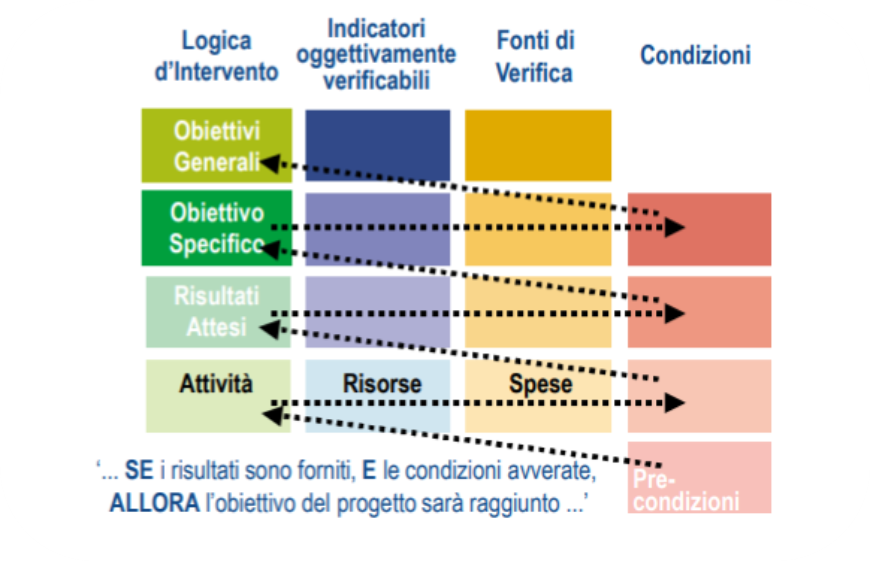 Logica
d'Intervento
Indicatori
oggettivamente
verificabili
Fonti di
Verifica
Condizioni
Obiettivi
Generali
Obiettivo
Specifico
Risultati
Attesi
Attività
Risorse
Spese
Pre-
condizioni
'... SE i risultati sono forniti, E le condizioni avverate,
ALLORA l'obiettivo del progetto sarà raggiunto ...'